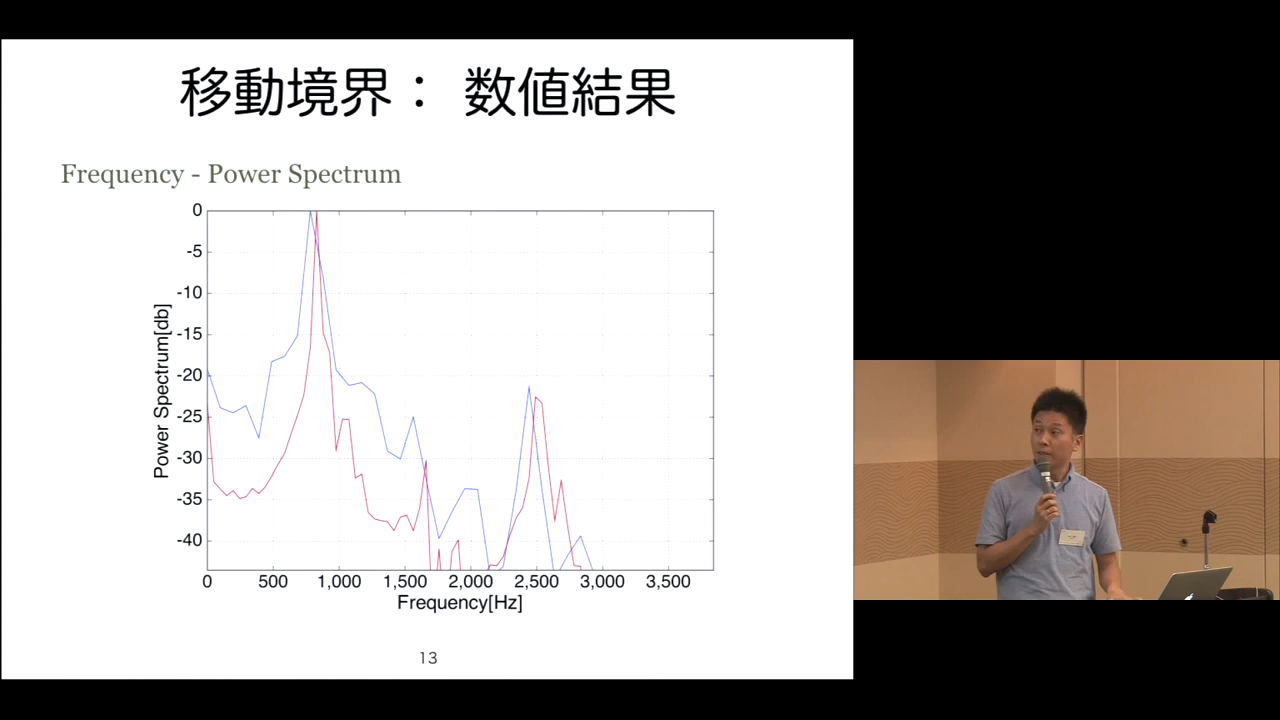 移動境界： 数値結果
Frequency - Power Spectrum
0
-5
-10
-15
-20
-25
-30
-35
-40
Power Spectrum[db]
0 500 1,000 1,500 2,000 2,500 3,000 3,500
Frequency[Hz]
13